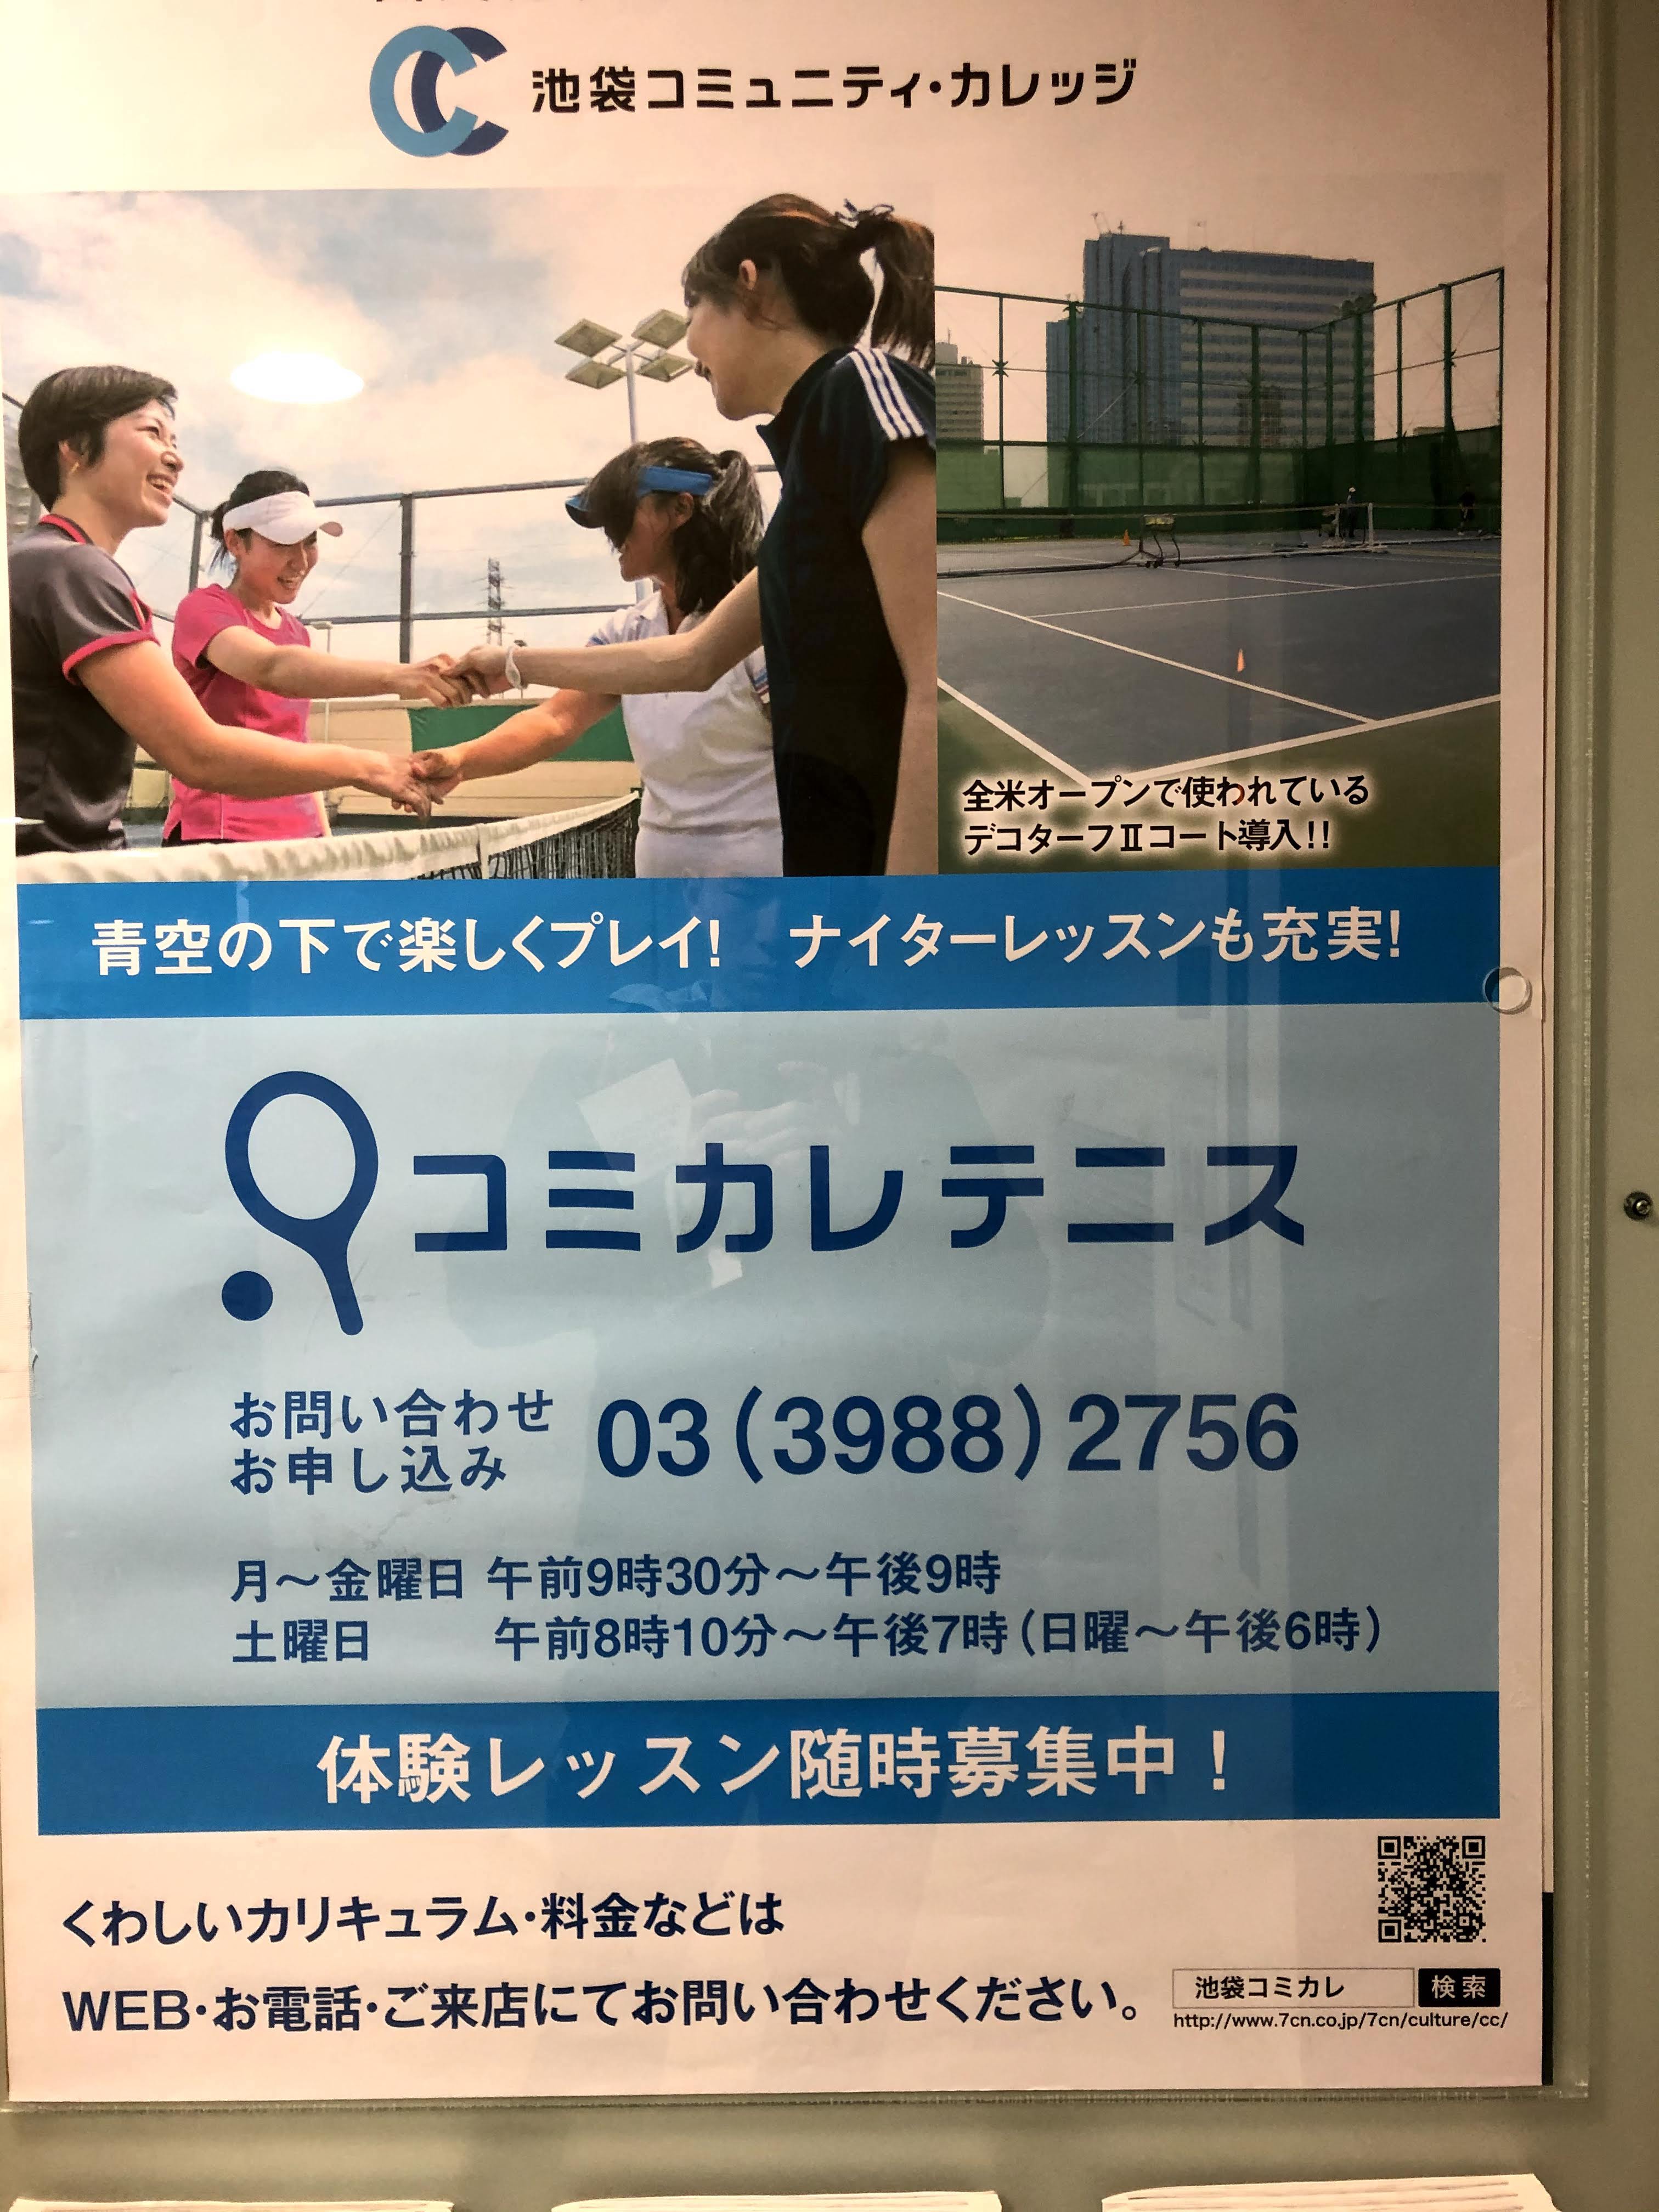 池袋コミュニティ・カレッジ
全米オープンで使われている
デコターフⅡコート導入!!
青空の下で楽しくプレイ! ナイターレッスンも充実!
コミカレテニス
お問い合わせ
お申し込み
03(3988)2756
月〜金曜日 午前9時30分〜午後9時
土曜日 午前8時10分〜午後7時(日曜〜午後6時)
体験レッスン随時募集中!
くわしいカリキュラム・料金などは
WEB・お電話・ご来店にてお問い合わせください。
池袋コミカレ 検索
http://www.7cn.co.jp/7cn/culture/cc/